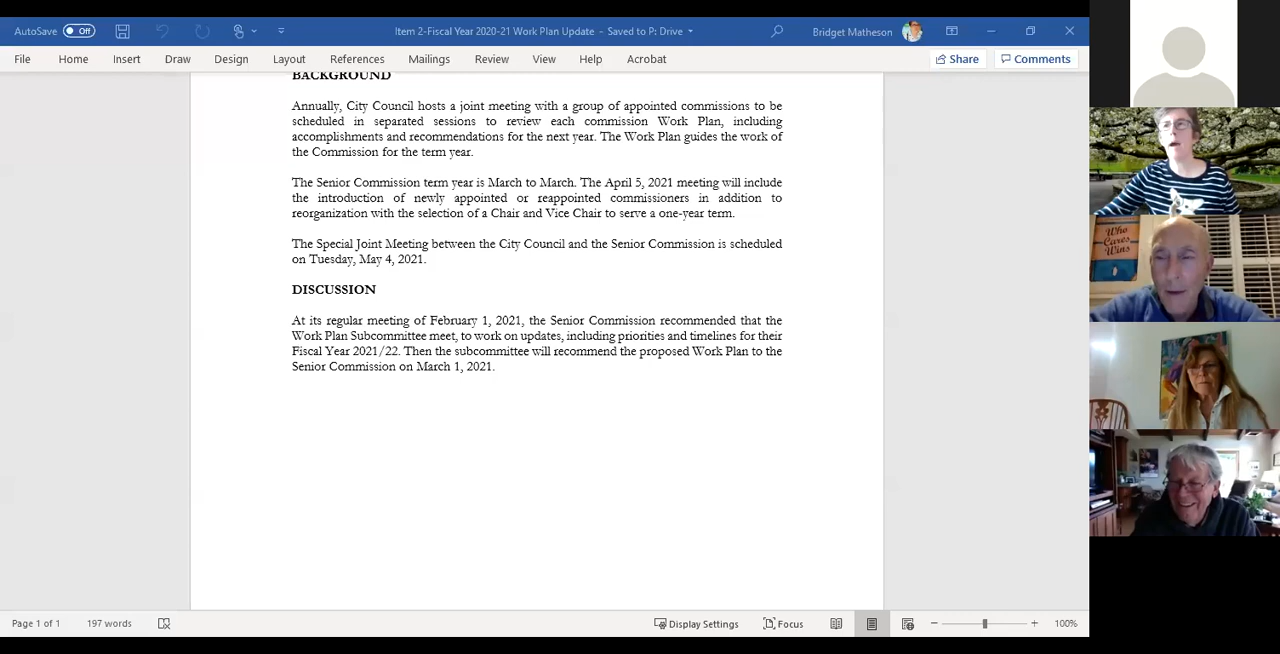 AutoSave Off Item 2-Fiscal Year 2020-21 Work Plan Update - Saved to P: Drive Bridget Matheson
File Home Insert Draw Design Layout References Mailings Review View Help Acrobat Share Comments
BACKGROUND
Annually, City Council hosts a joint meeting with a group of appointed commissions to be
scheduled in separated sessions to review each commission Work Plan, including
accomplishments and recommendations for the next year. The Work Plan guides the work of
the Commission for the term year.
The Senior Commission term year is March to March. The April 5, 2021 meeting will include
the introduction of newly appointed or reappointed commissioners in addition to
reorganization with the selection of a Chair and Vice Chair to serve a one-year term.
The Special Joint Meeting between the City Council and the Senior Commission is scheduled
on Tuesday, May 4, 2021.
DISCUSSION
At its regular meeting of February 1, 2021, the Senior Commission recommended that the
Work Plan Subcommittee meet, to work on updates, including priorities and timelines for their
Fiscal Year 2021/22. Then the subcommittee will recommend the proposed Work Plan to the
Senior Commission on March 1, 2021.
Page 1 of 1 197 words Display Settings Focus 100%
Who
Cares
Wins